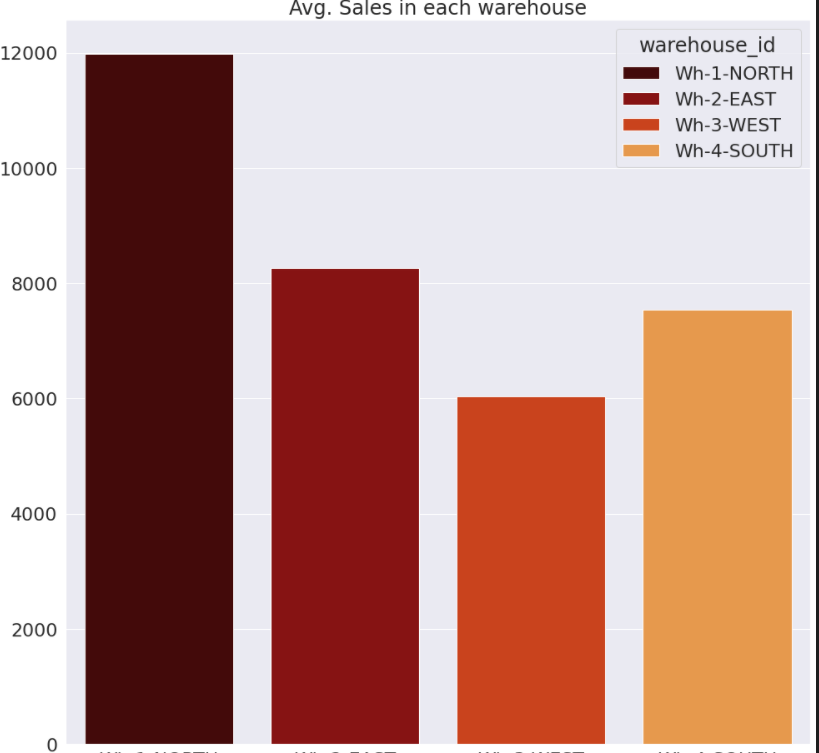 Avg. Sales in each warehouse
warehouse_id
Wh-1-NORTH
Wh-2-EAST
Wh-3-WEST
Wh-4-SOUTH
12000
10000
8000
6000
4000
2000
0